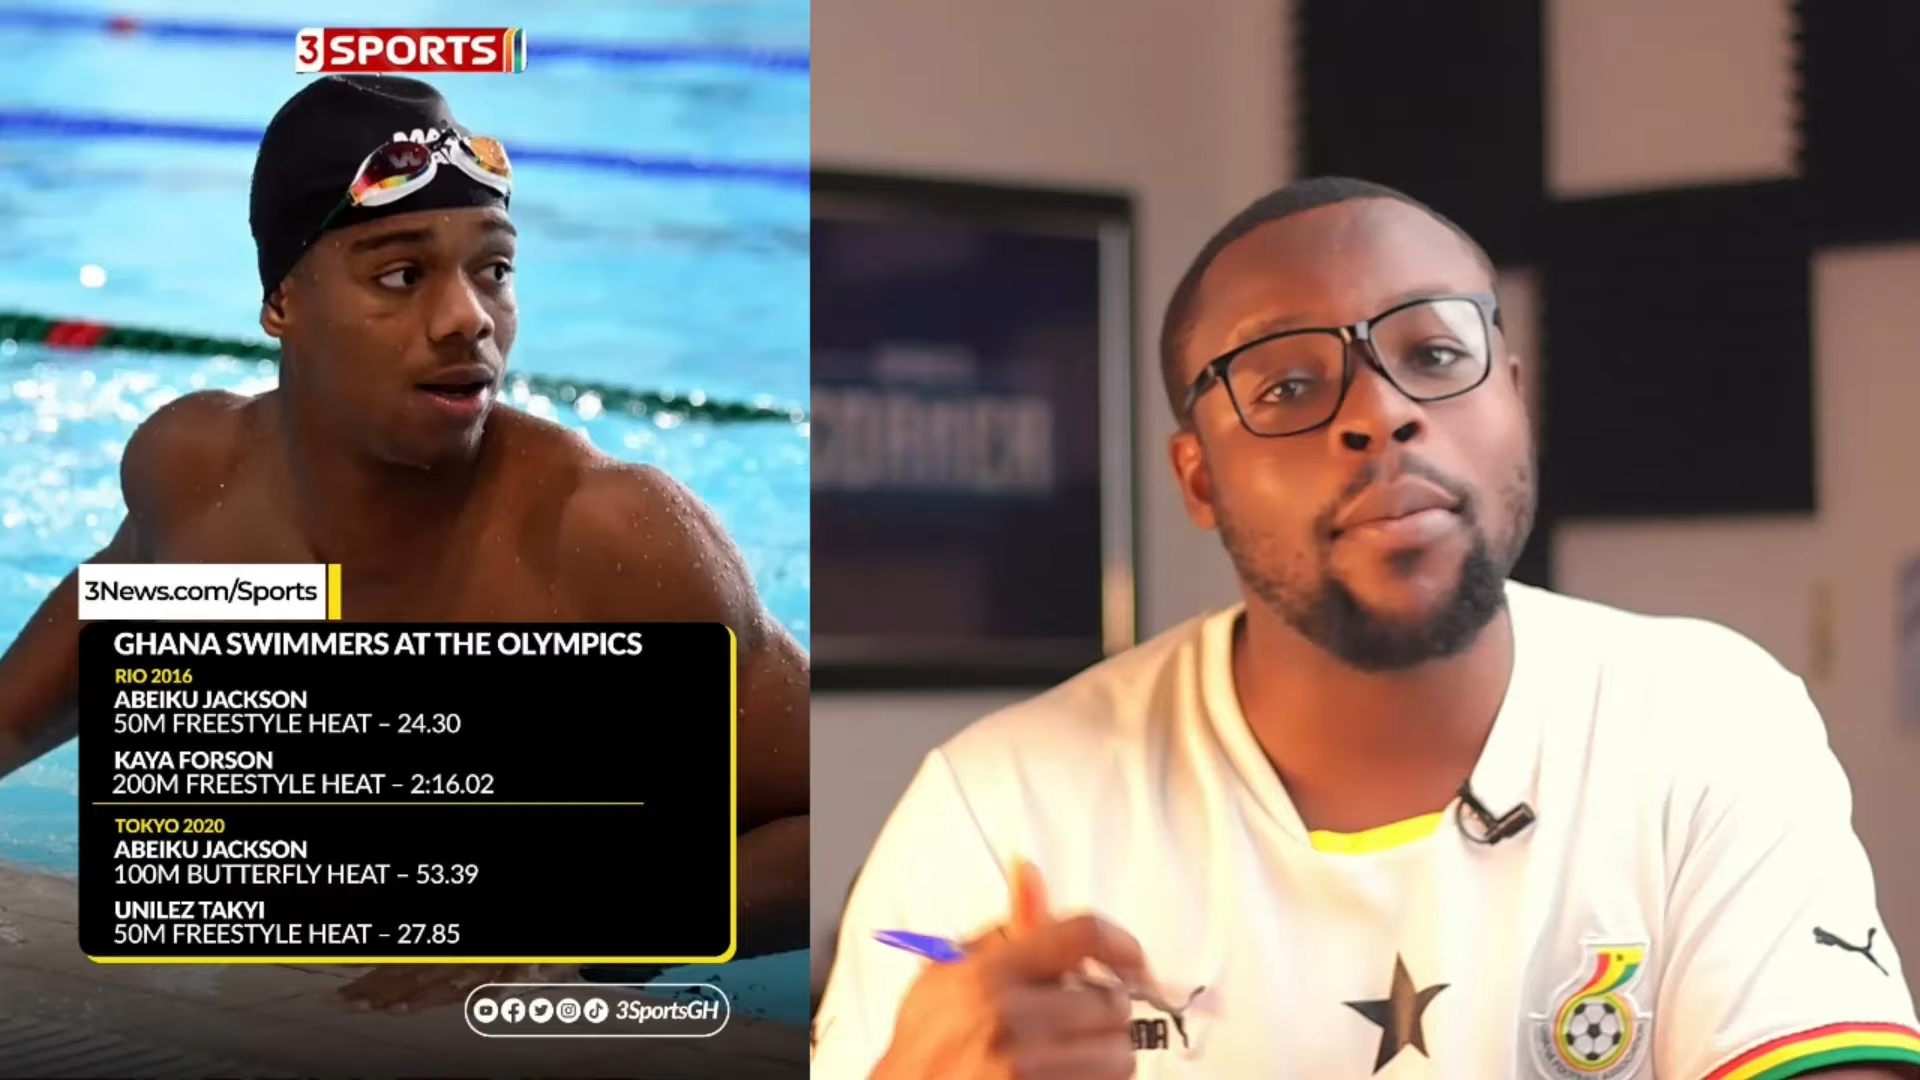 3 SPORTS
3News.com/Sports
GHANA SWIMMERS AT THE OLYMPICS
RIO 2016
ABEIKU JACKSON
50M FREESTYLE HEAT – 24.30
KAYA FORSON
200M FREESTYLE HEAT – 2:16.02
TOKYO 2020
ABEIKU JACKSON
100M BUTTERFLY HEAT – 53.39
UNILEZ TAKYI
50M FREESTYLE HEAT – 27.85
3SportsGH